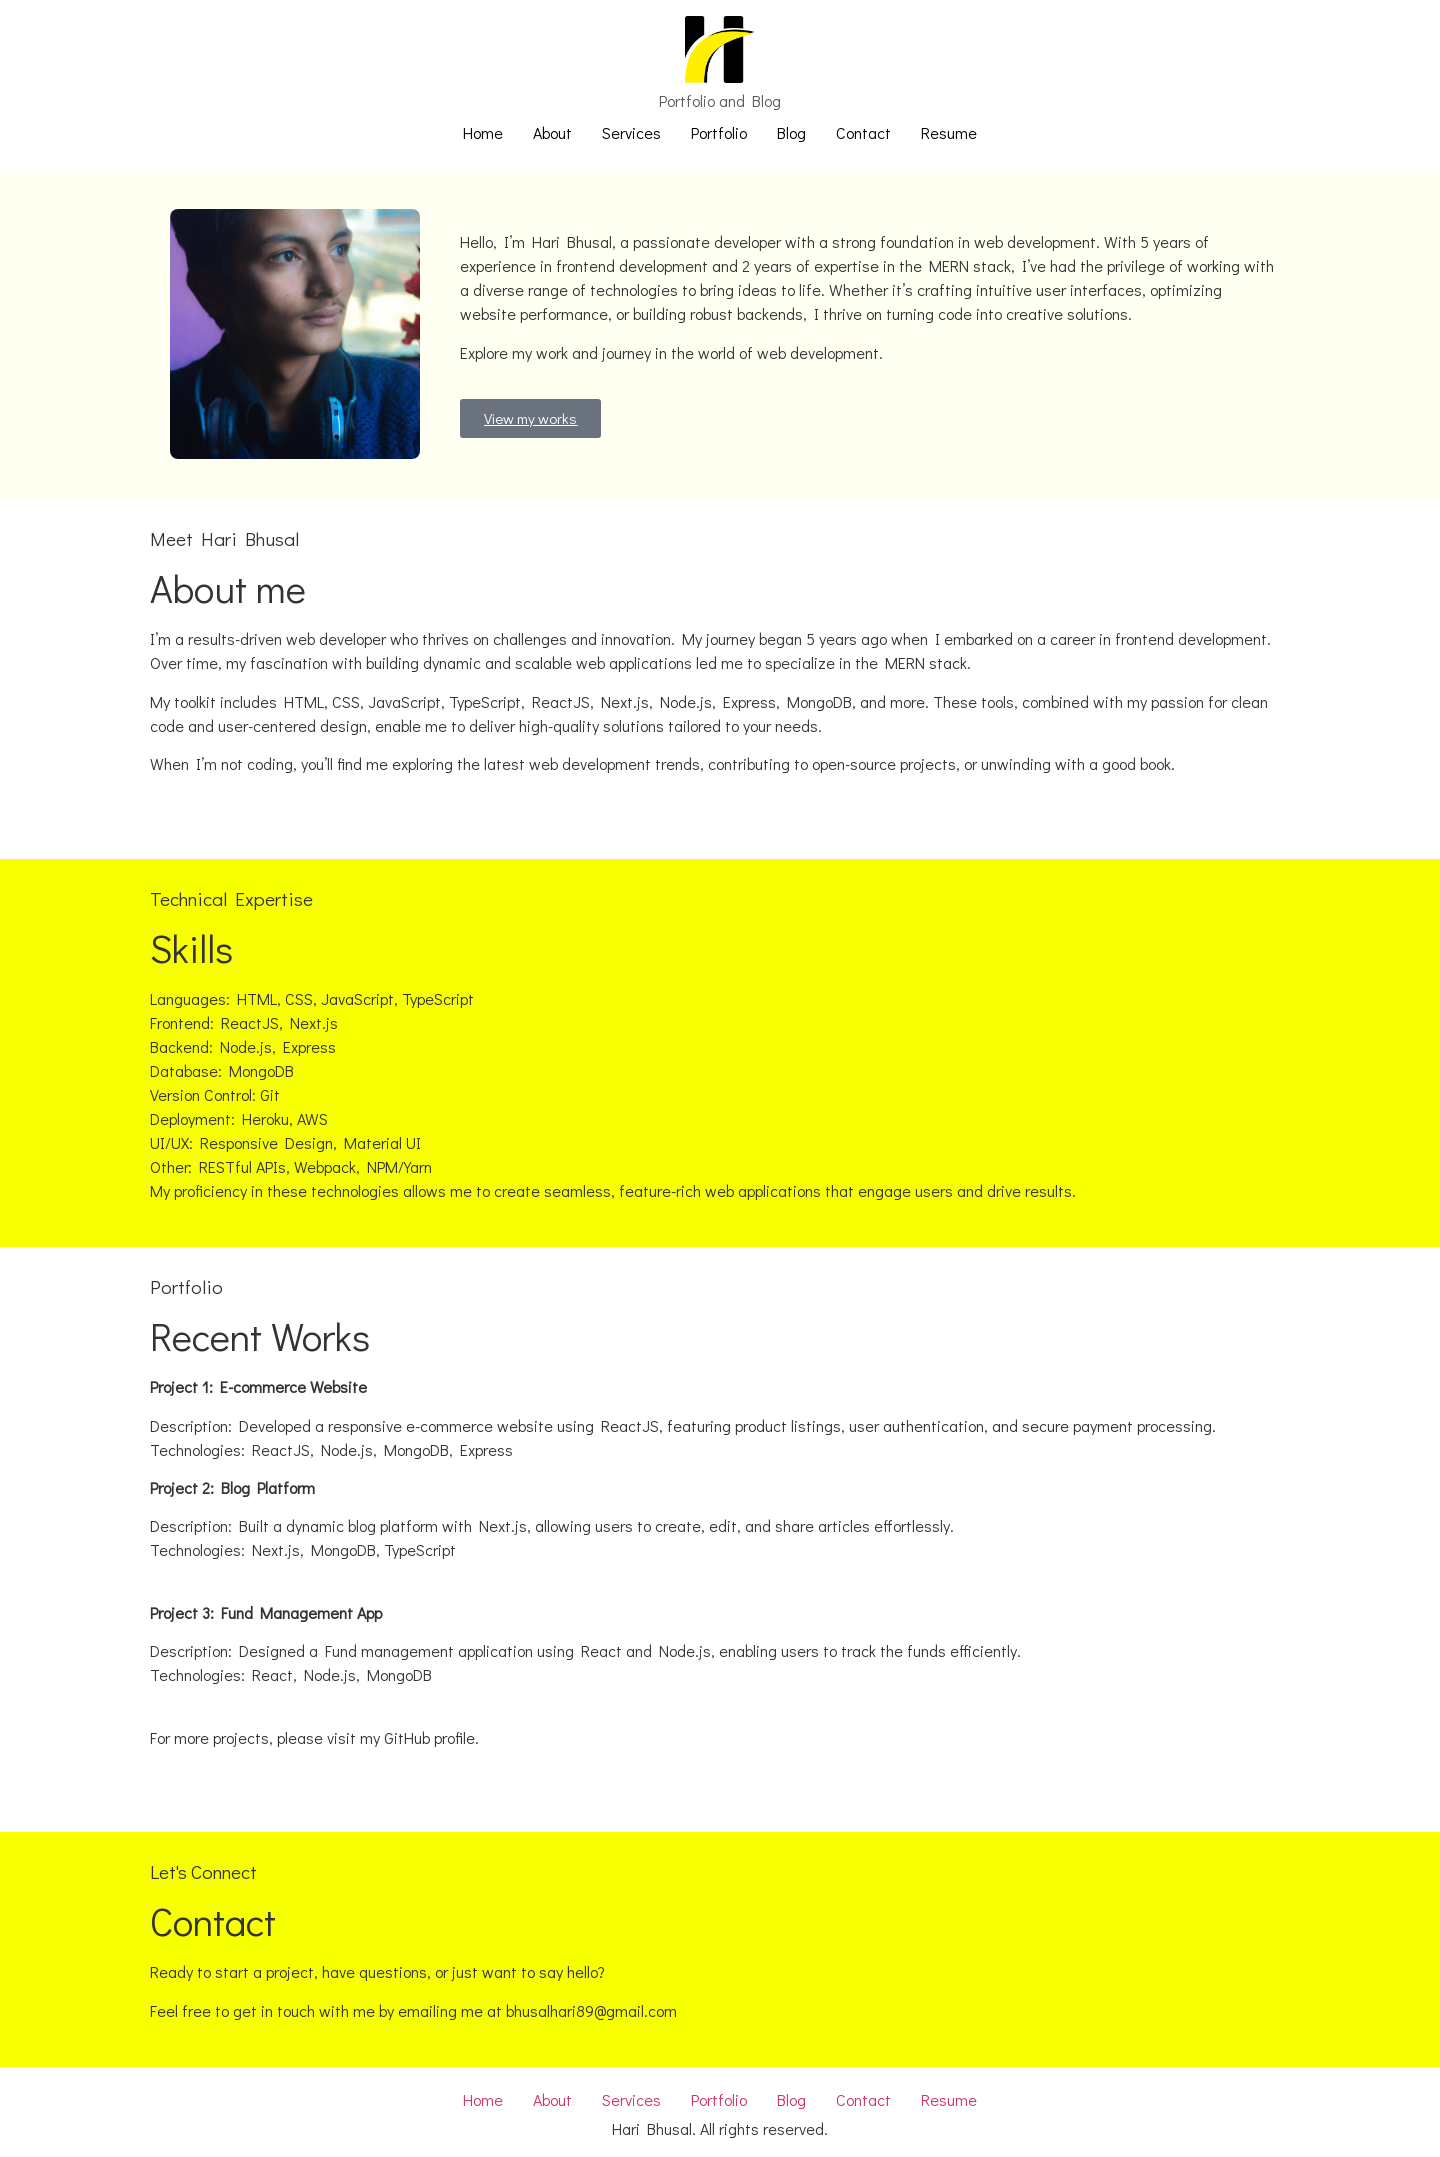 H
Portfolio and Blog
Home About Services Portfolio Blog Contact Resume
Hello, I’m Hari Bhusal, a passionate developer with a strong foundation in web development. With 5 years of
experience in frontend development and 2 years of expertise in the MERN stack, I’ve had the privilege of working with
a diverse range of technologies to bring ideas to life. Whether it’s crafting intuitive user interfaces, optimizing
website performance, or building robust backends, I thrive on turning code into creative solutions.
Explore my work and journey in the world of web development.
View my works
Meet Hari Bhusal
About me
I’m a results-driven web developer who thrives on challenges and innovation. My journey began 5 years ago when I embarked on a career in frontend development.
Over time, my fascination with building dynamic and scalable web applications led me to specialize in the MERN stack.
My toolkit includes HTML, CSS, JavaScript, TypeScript, ReactJS, Next.js, Node.js, Express, MongoDB, and more. These tools, combined with my passion for clean
code and user-centered design, enable me to deliver high-quality solutions tailored to your needs.
When I’m not coding, you’ll find me exploring the latest web development trends, contributing to open-source projects, or unwinding with a good book.
Technical Expertise
Skills
Languages: HTML, CSS, JavaScript, TypeScript
Frontend: ReactJS, Next.js
Backend: Node.js, Express
Database: MongoDB
Version Control: Git
Deployment: Heroku, AWS
UI/UX: Responsive Design, Material UI
Other: RESTful APIs, Webpack, NPM/Yarn
My proficiency in these technologies allows me to create seamless, feature-rich web applications that engage users and drive results.
Portfolio
Recent Works
Project 1: E-commerce Website
Description: Developed a responsive e-commerce website using ReactJS, featuring product listings, user authentication, and secure payment processing.
Technologies: ReactJS, Node.js, MongoDB, Express
Project 2: Blog Platform
Description: Built a dynamic blog platform with Next.js, allowing users to create, edit, and share articles effortlessly.
Technologies: Next.js, MongoDB, TypeScript
Project 3: Fund Management App
Description: Designed a Fund management application using React and Node.js, enabling users to track the funds efficiently.
Technologies: React, Node.js, MongoDB
For more projects, please visit my GitHub profile.
Let's Connect
Contact
Ready to start a project, have questions, or just want to say hello?
Feel free to get in touch with me by emailing me at bhusalhari89@gmail.com
Home About Services Portfolio Blog Contact Resume
Hari Bhusal. All rights reserved.